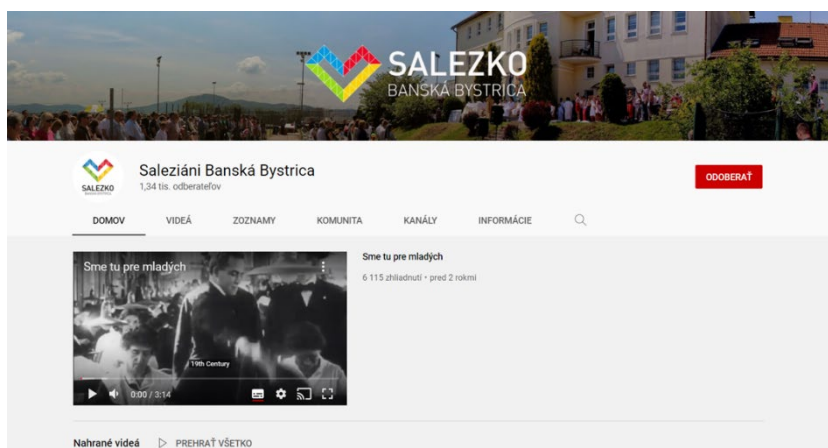 SALEZKO
BANSKÁ BYSTRICA
SALEZKO
Saleziáni Banská Bystrica
1,34 tis. odberateľov
ODOBERAŤ
DOMOV VIDEÁ ZOZNAMY KOMUNITA KANÁLY INFORMÁCIE
Sme tu pre mladých
Sme tu pre mladých
6 115 zhliadnutí • pred 2 rokmi
19th Century
0:00 / 3:14
Nahrané videá PREHRAŤ VŠETKO